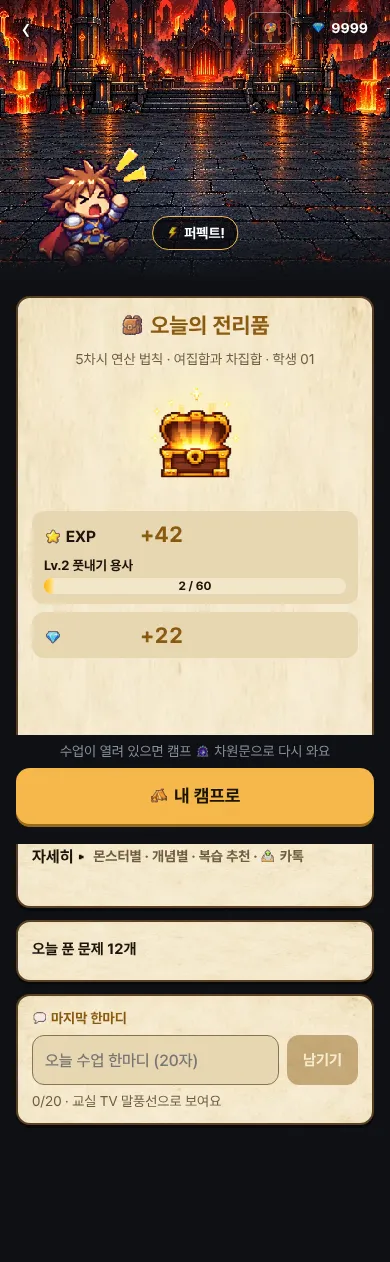 9999
퍼펙트!
오늘의 전리품
5차시 연산 법칙 · 여집합과 차집합 · 학생 01
EXP +42
Lv.2 풋내기 용사
2 / 60
+22
수업이 열려 있으면 캠프 차원문으로 다시 와요
내 캠프로
자세히 ▸ 몬스터별 · 개념별 · 복습 추천 · 카톡
오늘 푼 문제 12개
마지막 한마디
오늘 수업 한마디 (20자)
남기기
0/20 · 교실 TV 말풍선으로 보여요